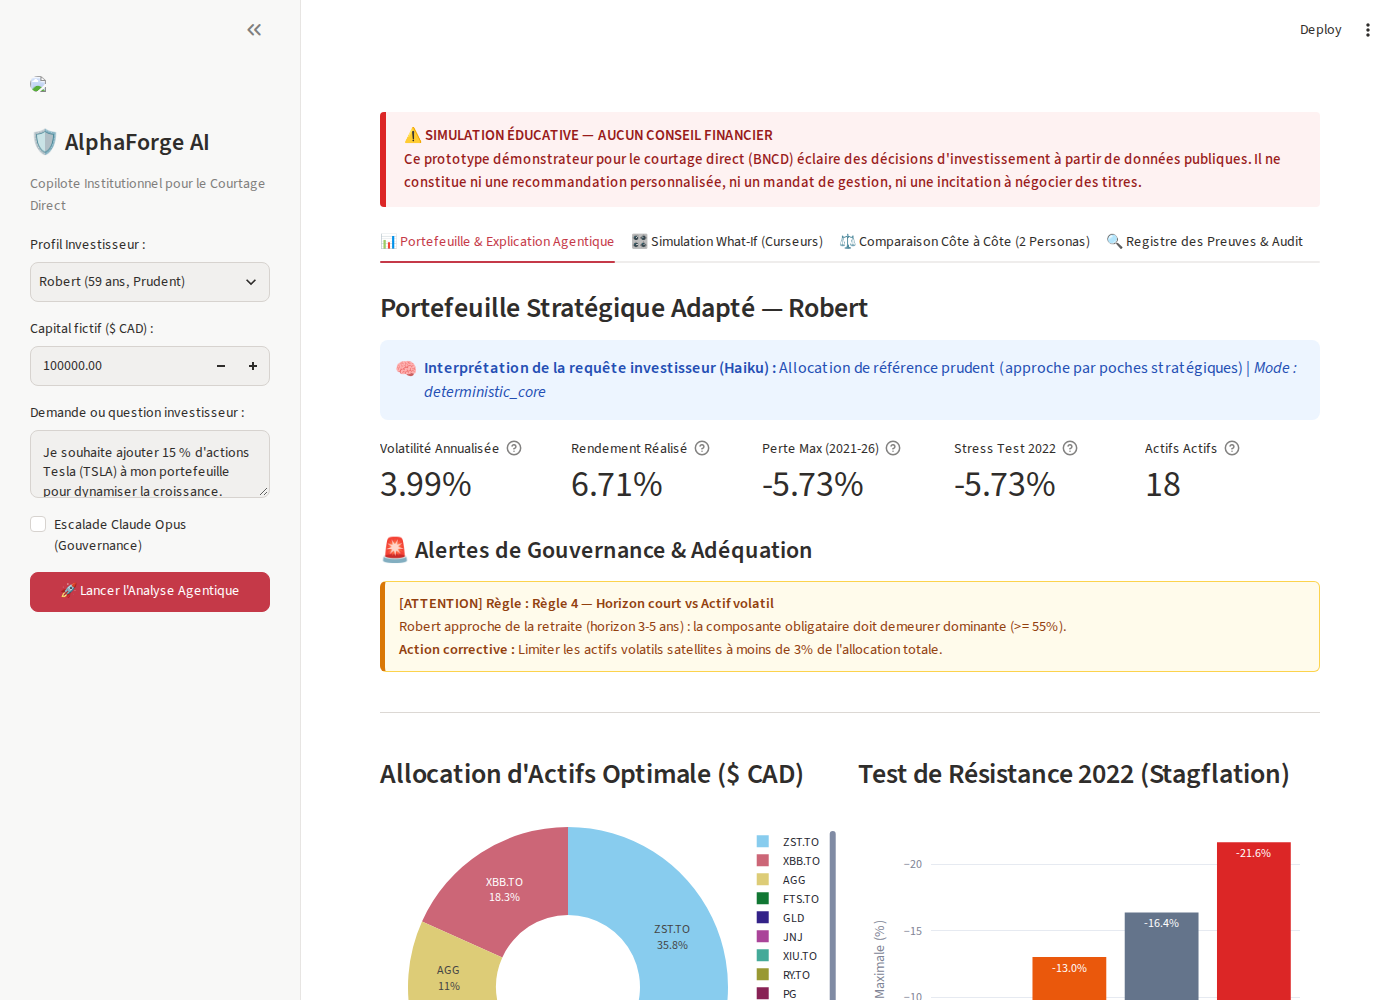 Deploy
AlphaForge AI
Copilote Institutionnel pour le Courtage
Direct
Profil Investisseur :
Robert (59 ans, Prudent)
Capital fictif ($ CAD) :
100000.00
Demande ou question investisseur :
Je souhaite ajouter 15 % d'actions
Tesla (TSLA) à mon portefeuille
pour dynamiser la croissance.
Escalade Claude Opus
(Gouvernance)
🚀 Lancer l'Analyse Agentique
⚠️ SIMULATION ÉDUCATIVE — AUCUN CONSEIL FINANCIER
Ce prototype démonstrateur pour le courtage direct (BNCD) éclaire des décisions d'investissement à partir de données publiques. Il ne
constitue ni une recommandation personnalisée, ni un mandat de gestion, ni une incitation à négocier des titres.
📊 Portefeuille & Explication Agentique
🎛️ Simulation What-If (Curseurs)
⚖️ Comparaison Côte à Côte (2 Personas)
🔍 Registre des Preuves & Audit
Portefeuille Stratégique Adapté — Robert
🧠 Interprétation de la requête investisseur (Haiku) : Allocation de référence prudent (approche par poches stratégiques) | Mode :
deterministic_core
Volatilité Annualisée
3.99%
Rendement Réalisé
6.71%
Perte Max (2021-26)
-5.73%
Stress Test 2022
-5.73%
Actifs Actifs
18
🚨 Alertes de Gouvernance & Adéquation
[ATTENTION] Règle : Règle 4 — Horizon court vs Actif volatil
Robert approche de la retraite (horizon 3-5 ans) : la composante obligataire doit demeurer dominante (>= 55%).
Action corrective : Limiter les actifs volatils satellites à moins de 3% de l'allocation totale.
Allocation d'Actifs Optimale ($ CAD)
XBB.TO
18.3%
ZST.TO
35.8%
AGG
11%
ZST.TO
XBB.TO
AGG
FTS.TO
GLD
JNJ
XIU.TO
RY.TO
PG
Test de Résistance 2022 (Stagflation)
−20
−15
−10
Maximale (%)
-13.0%
-16.4%
-21.6%